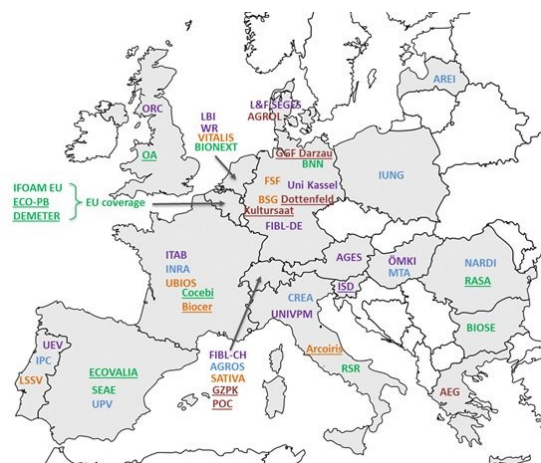 AREI
ORC
L&F SEGES
AGROL
LBI
WR
VITALIS
BIONEXT
OA
GGF Darzau
BNN
IUNG
FSF
Uni Kassel
BSG Dottenfeld
Kultursaat
FIBL-DE
IFOAM EU
ECO-PB
DEMETER
EU coverage
ITAB
INRA
UBIOS
Cocebi
Biocer
AGES
ÖMKI
MTA
NARDI
RASA
ISD
CREA
UNIVPM
BIOSE
UEV
IPC
LSSV
ECOVALIA
SEAE
UPV
FIBL-CH
AGROS
SATIVA
GZPK
POC
Arcoiris
RSR
AEG